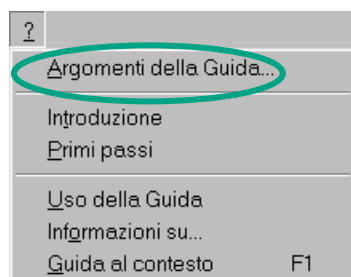 ?
Argomenti della Guida...
Introduzione
Primi passi
Uso della Guida
Informazioni su...
Guida al contesto F1